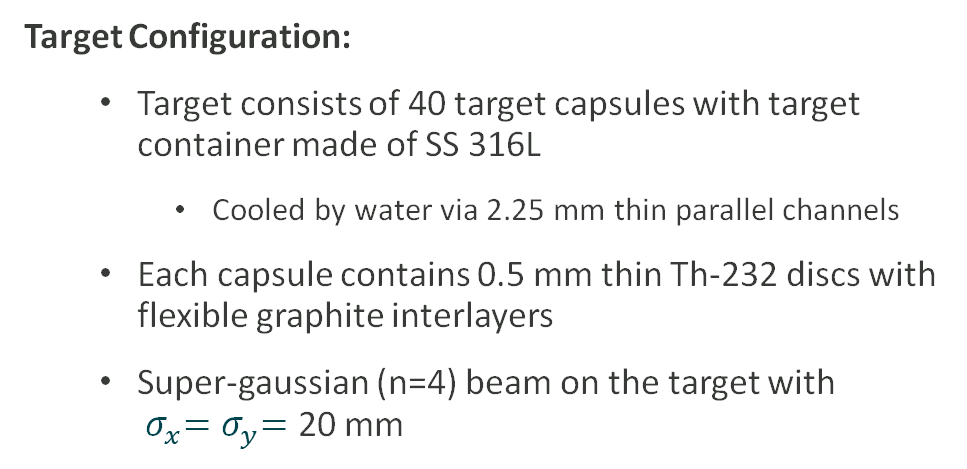 Target Configuration:
• Target consists of 40 target capsules with target
container made of SS 316L
• Cooled by water via 2.25 mm thin parallel channels
• Each capsule contains 0.5 mm thin Th-232 discs with
flexible graphite interlayers
• Super-gaussian (n=4) beam on the target with
σₓ= σᵧ= 20 mm